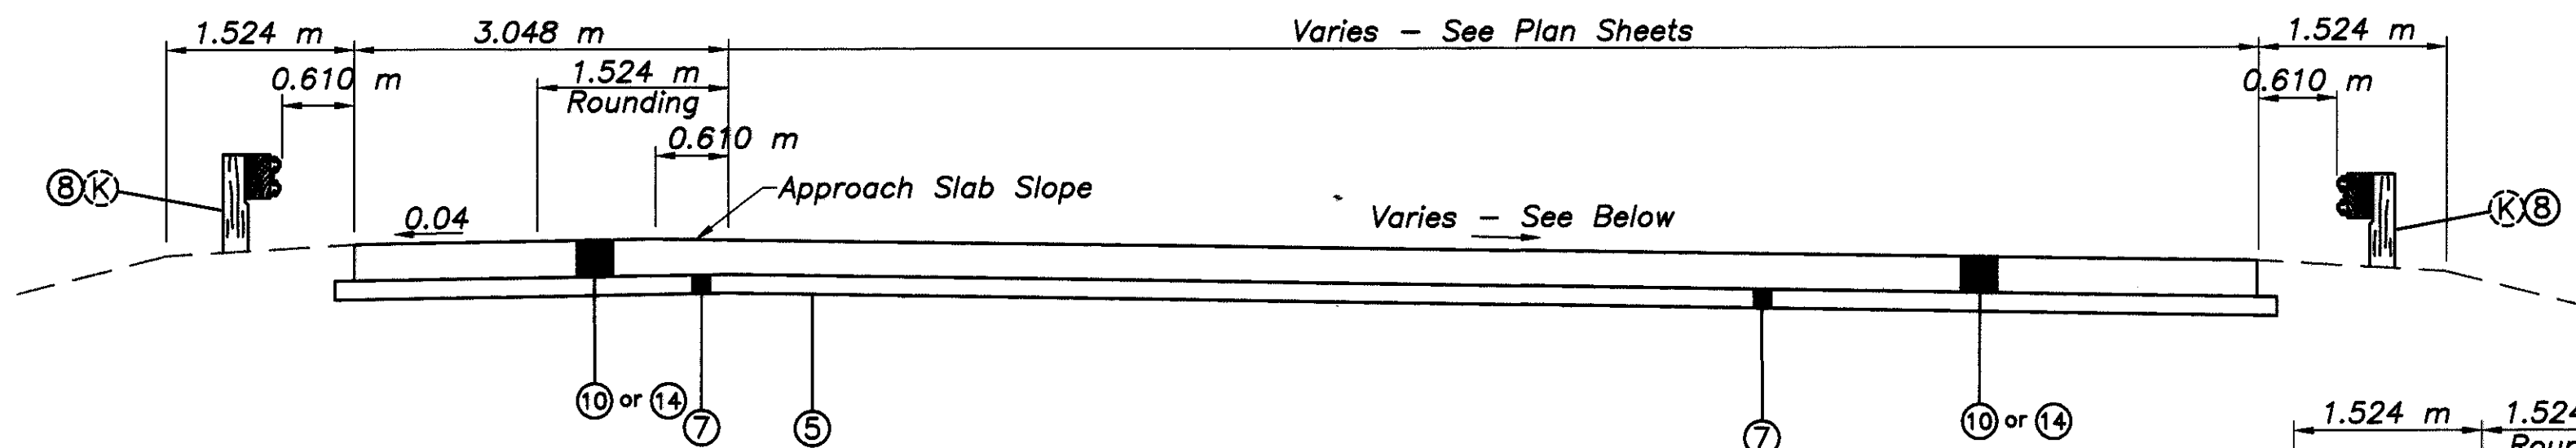 1.524 m 3.048 m Varies - See Plan Sheets 1.524 m
0.610 m 1.524 m 0.610 m
Rounding
0.610 m
8 K Approach Slab Slope K 8
0.04 Varies - See Below
10 or 14 7 5 7 10 or 14
1.524 m 1.524